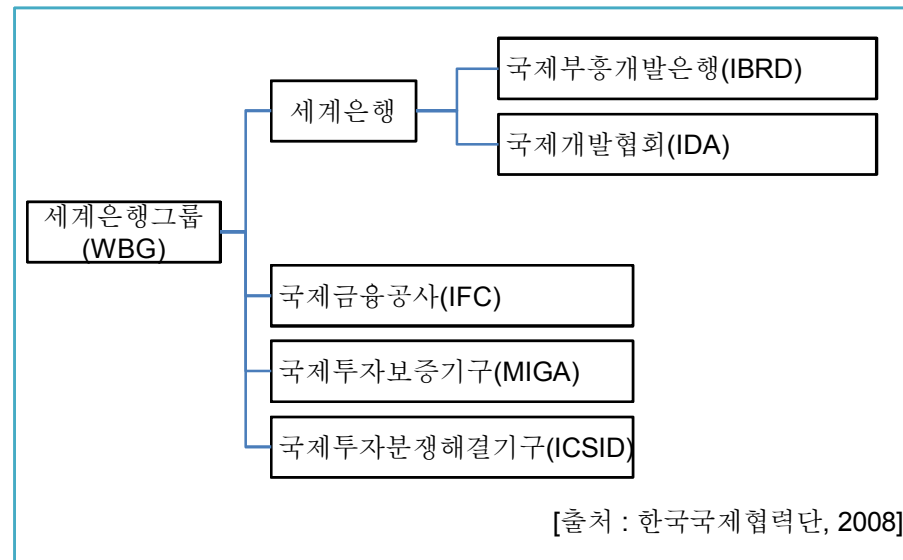 국제부흥개발은행(IBRD)
세계은행
국제개발협회(IDA)
세계은행그룹
(WBG)
국제금융공사(IFC)
국제투자보증기구(MIGA)
국제투자분쟁해결기구(ICSID)
[출처 : 한국국제협력단, 2008]